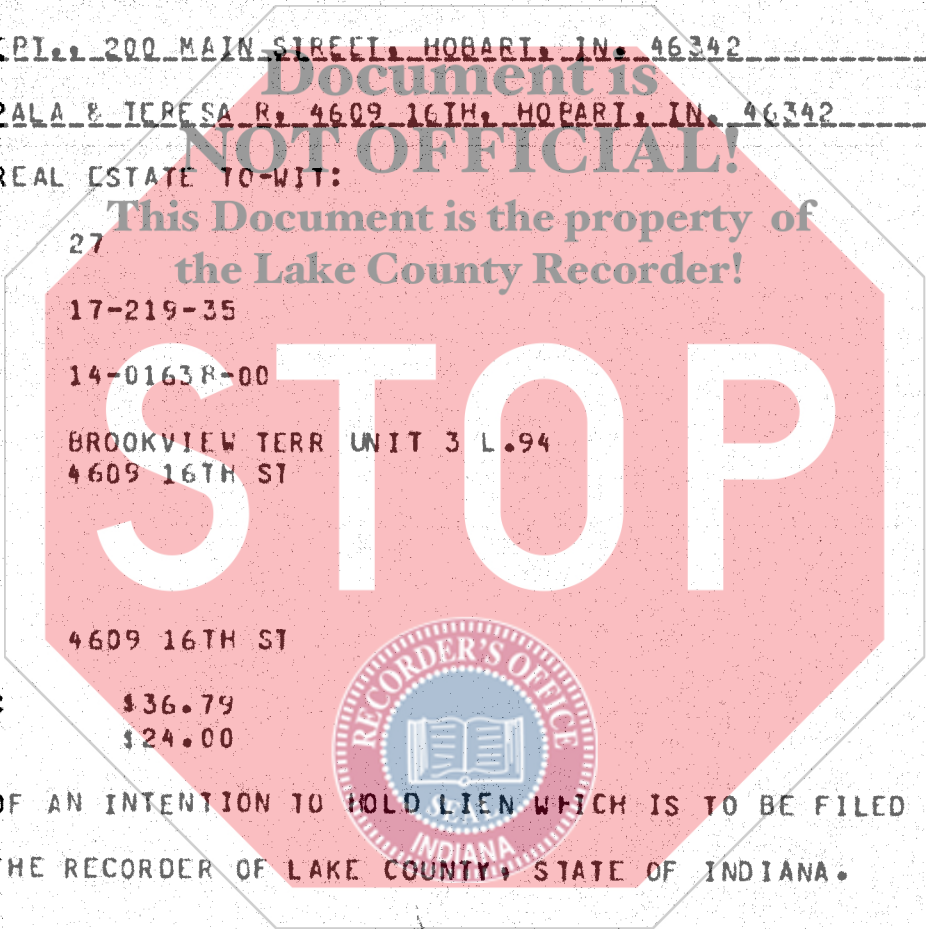 EPT., 200 MAIN STREET, HOBART, IN. 46342
Document is
PALA & TERESA R, 4609 16TH, HOBART, IN. 46342
NOT OFFICIAL!
REAL ESTATE TO-WIT:
This Document is the property of
27
the Lake County Recorder!
17-219-35
STOP
14-01638-00
BROOKVIEW TERR UNIT 3 L.94
4609 16TH ST
4609 16TH ST
RECORDER'S OFFICE
: $36.79
$24.00
OF AN INTENTION TO HOLD LIEN WHICH IS TO BE FILED
SEAL
INDIANA
THE RECORDER OF LAKE COUNTY, STATE OF INDIANA.